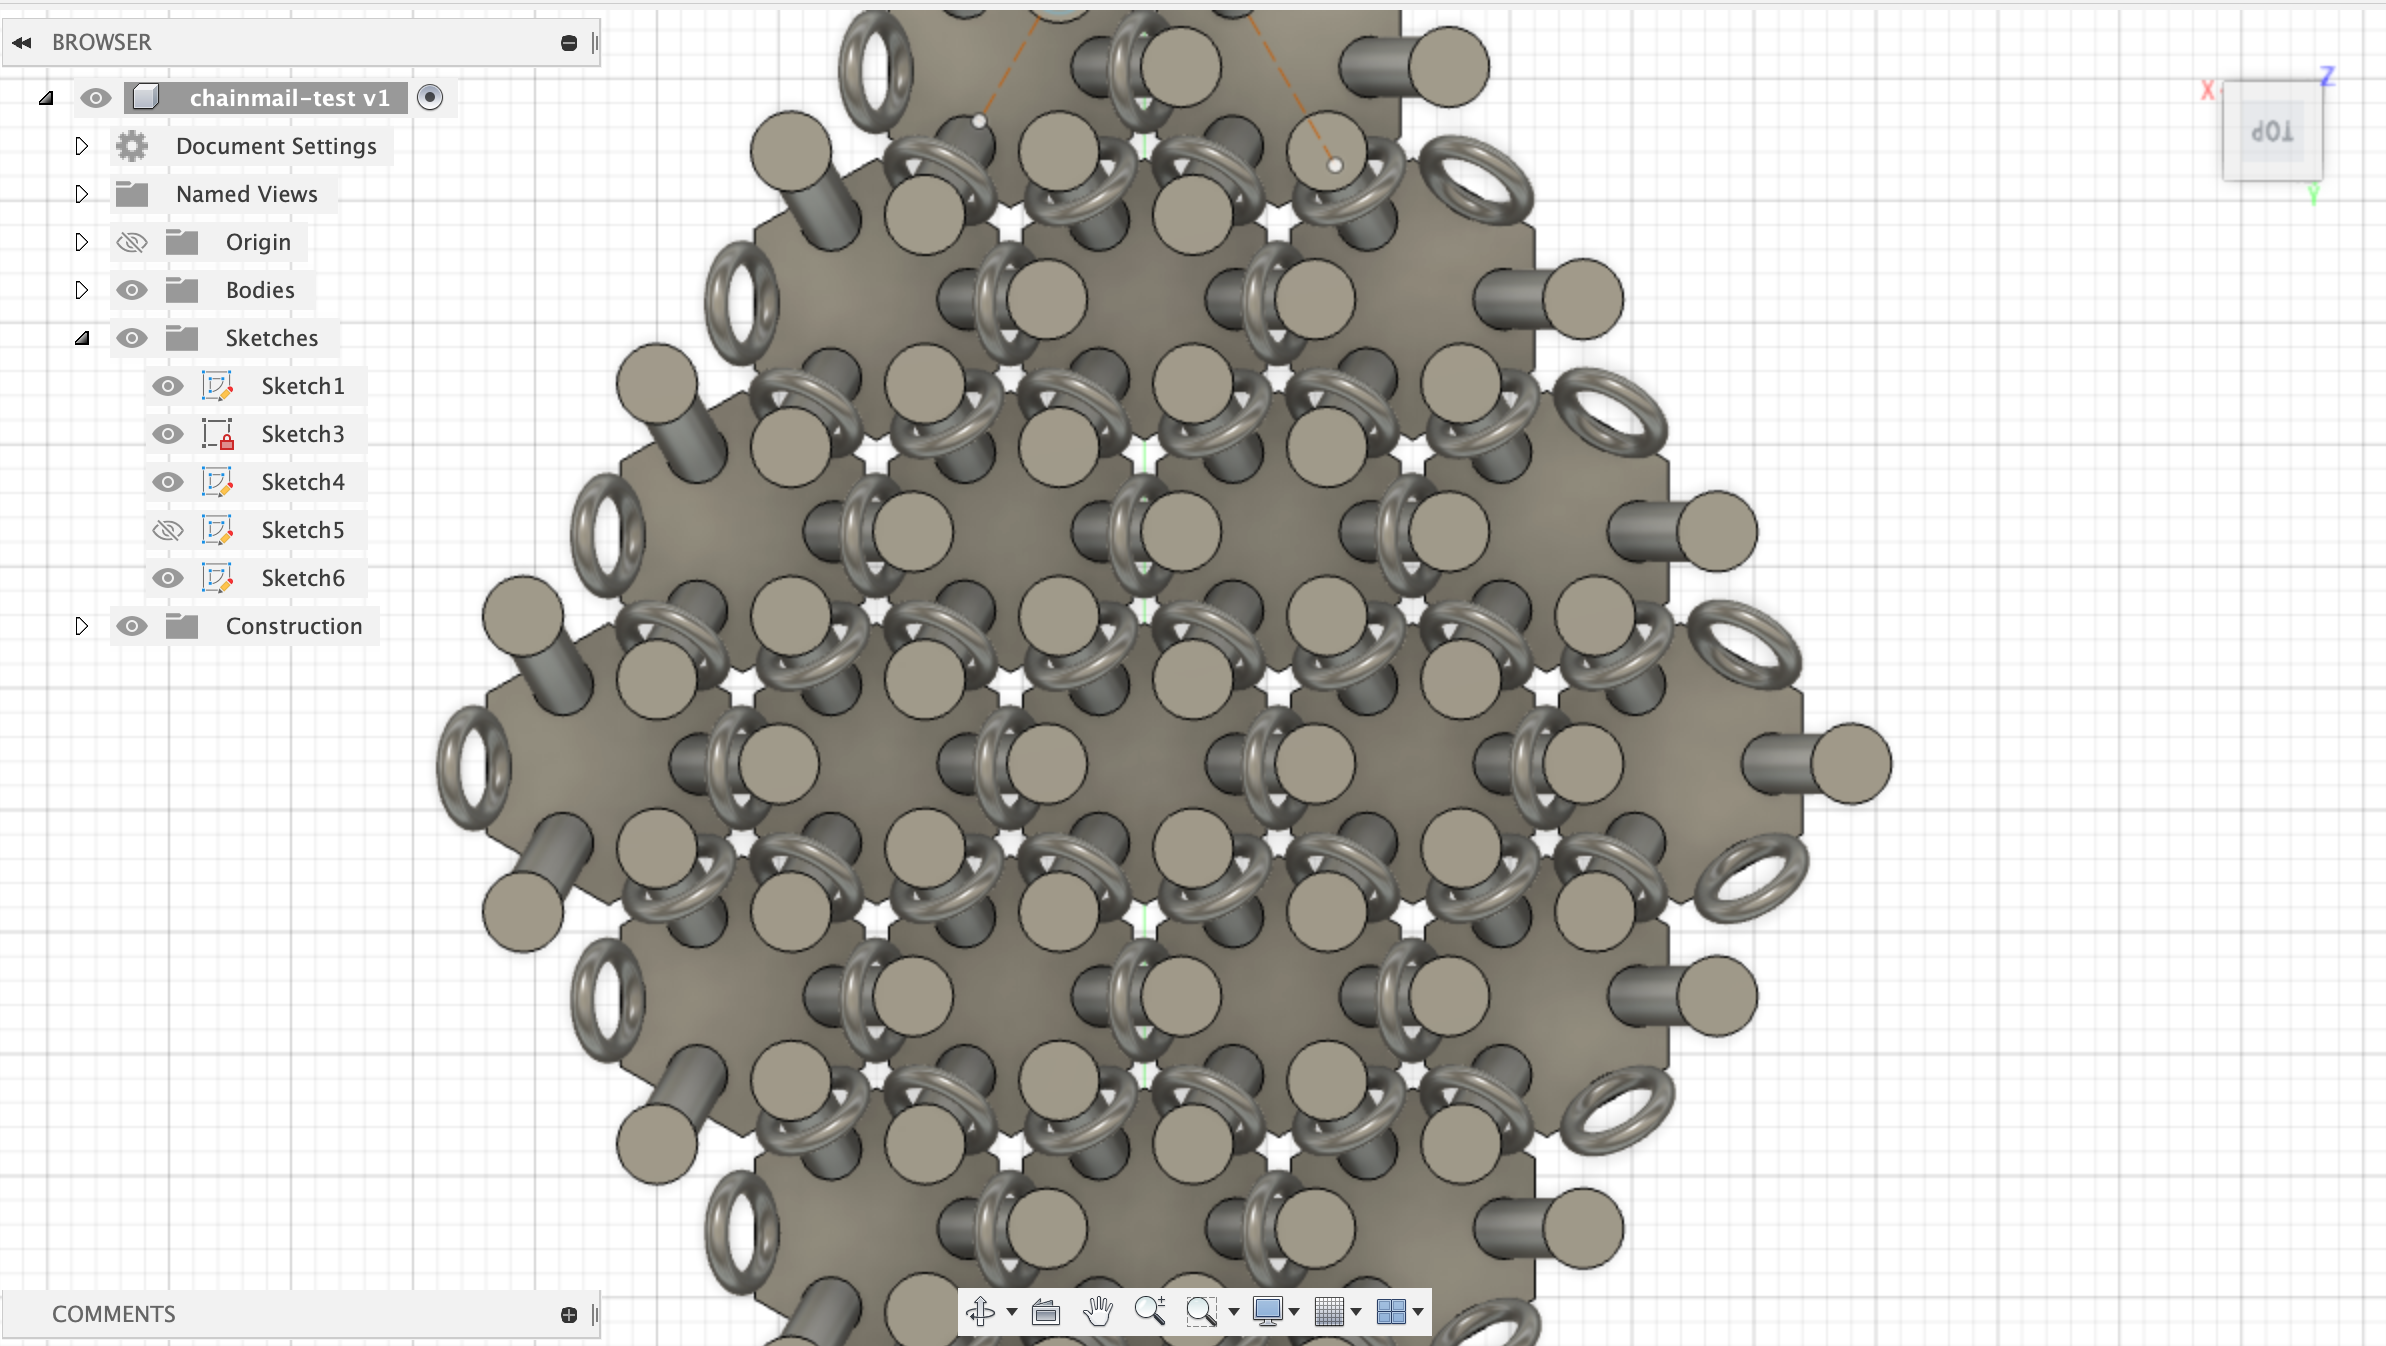 BROWSER
chainmail-test v1
Document Settings
Named Views
Origin
Bodies
Sketches
Sketch1
Sketch3
Sketch4
Sketch5
Sketch6
Construction
COMMENTS
X
Z
TOP
Y